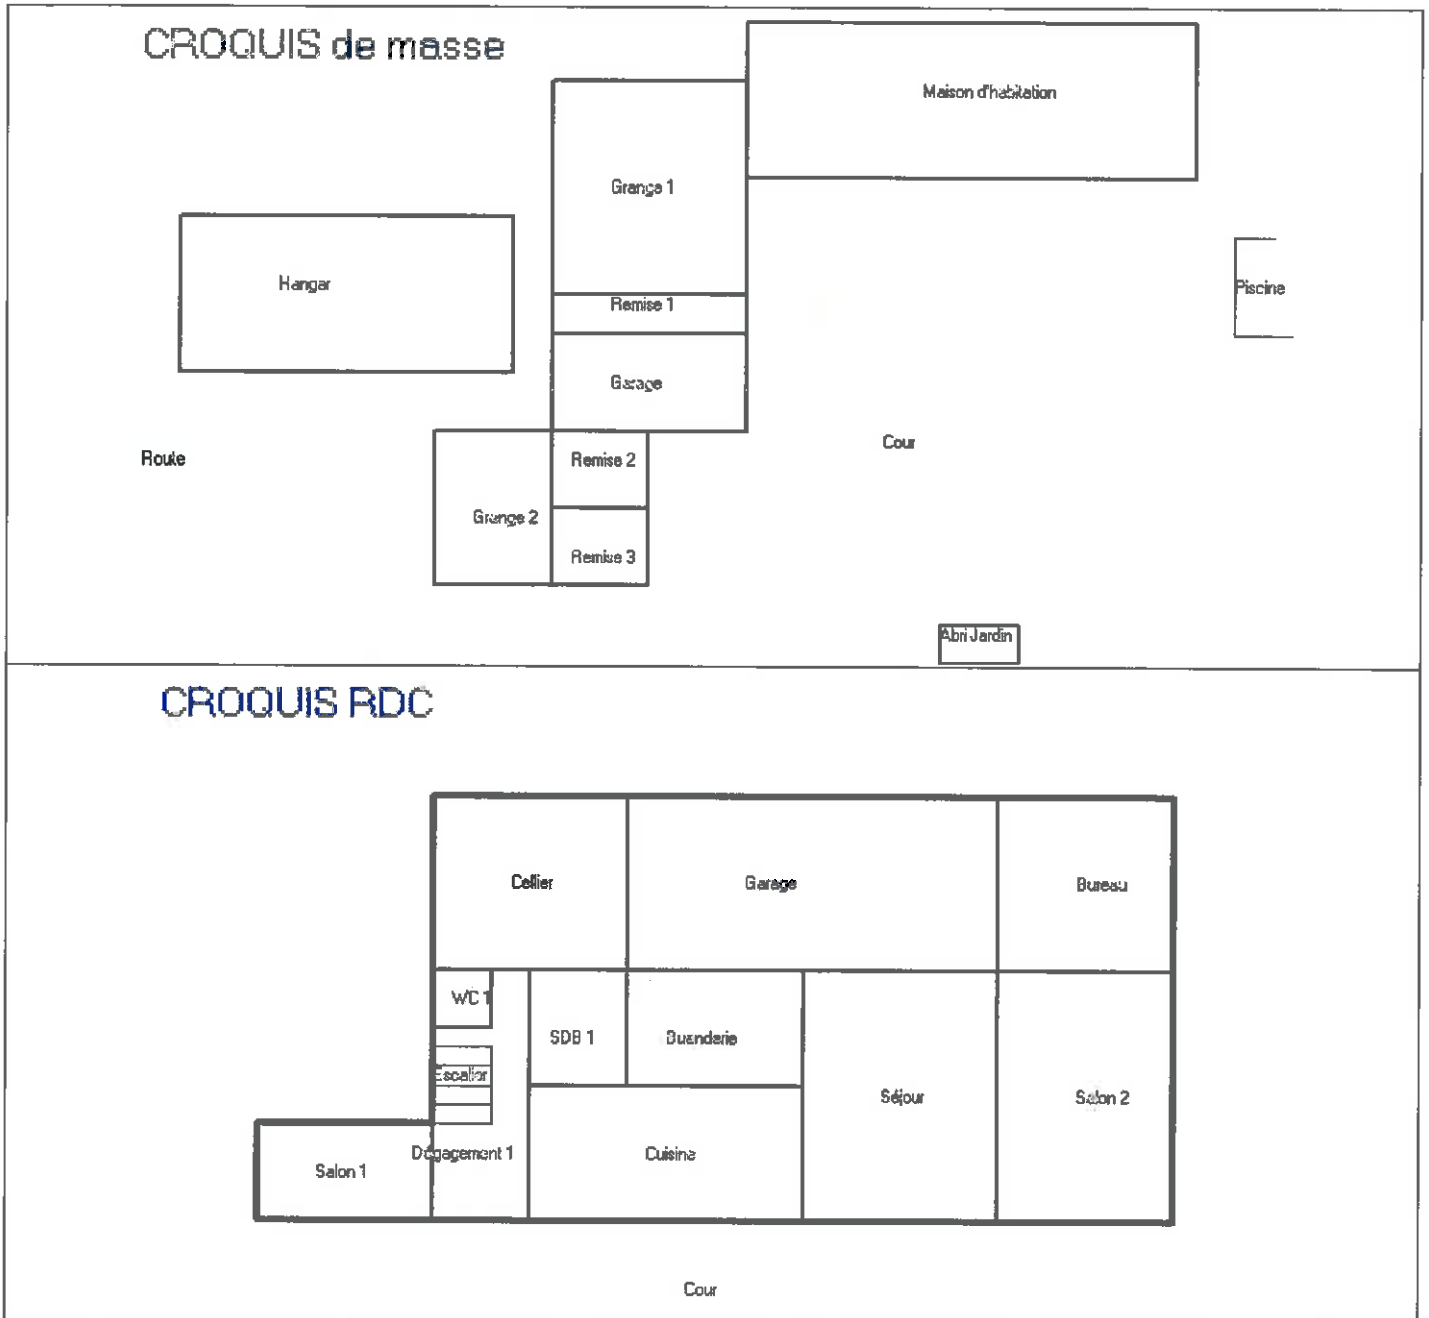 CROQUIS de masse
Maison d'habitation
Grange 1
Hangar
Piscine
Remise 1
Garage
Cour
Route
Remise 2
Grange 2
Remise 3
Abri Jardin
CROQUIS RDC
Cellier
Garage
Bureau
WC 1
SDB 1
Buanderie
Escalier
Séjour
Salon 2
Dégagement 1
Cuisine
Salon 1
Cour